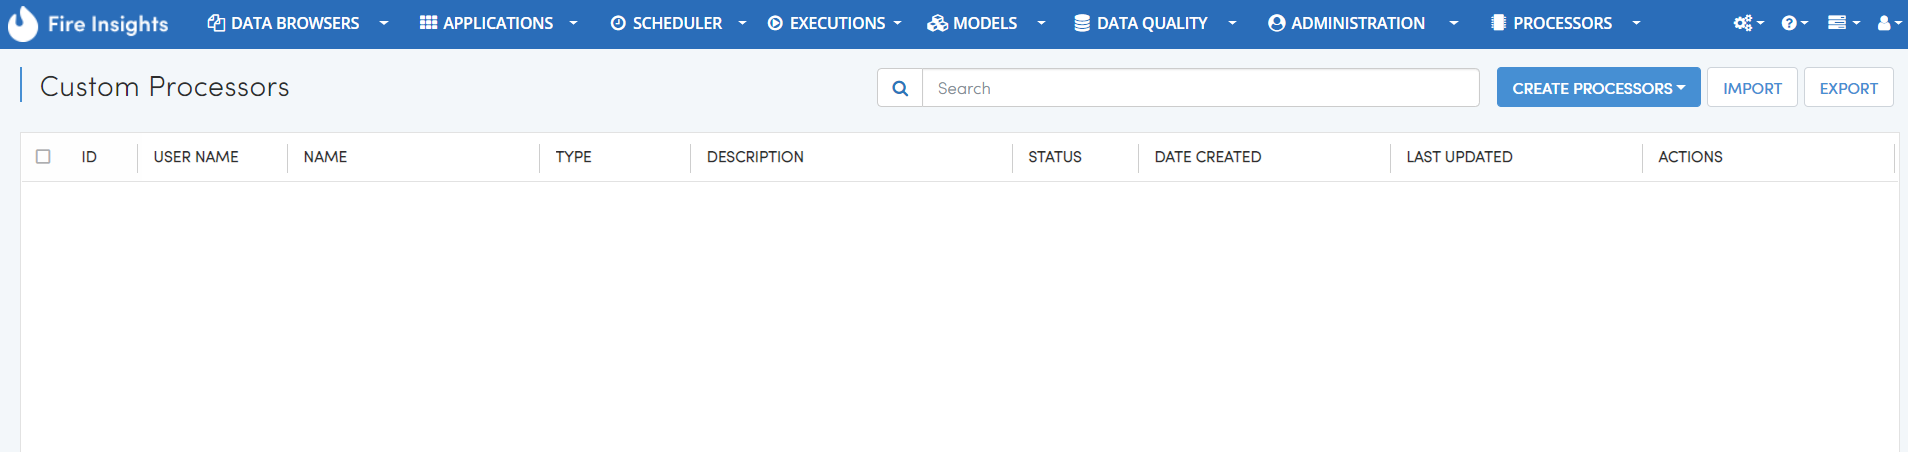 Fire Insights DATA BROWSERS APPLICATIONS SCHEDULER EXECUTIONS MODELS DATA QUALITY ADMINISTRATION PROCESSORS
Custom Processors Search CREATE PROCESSORS IMPORT EXPORT
ID USER NAME NAME TYPE DESCRIPTION STATUS DATE CREATED LAST UPDATED ACTIONS